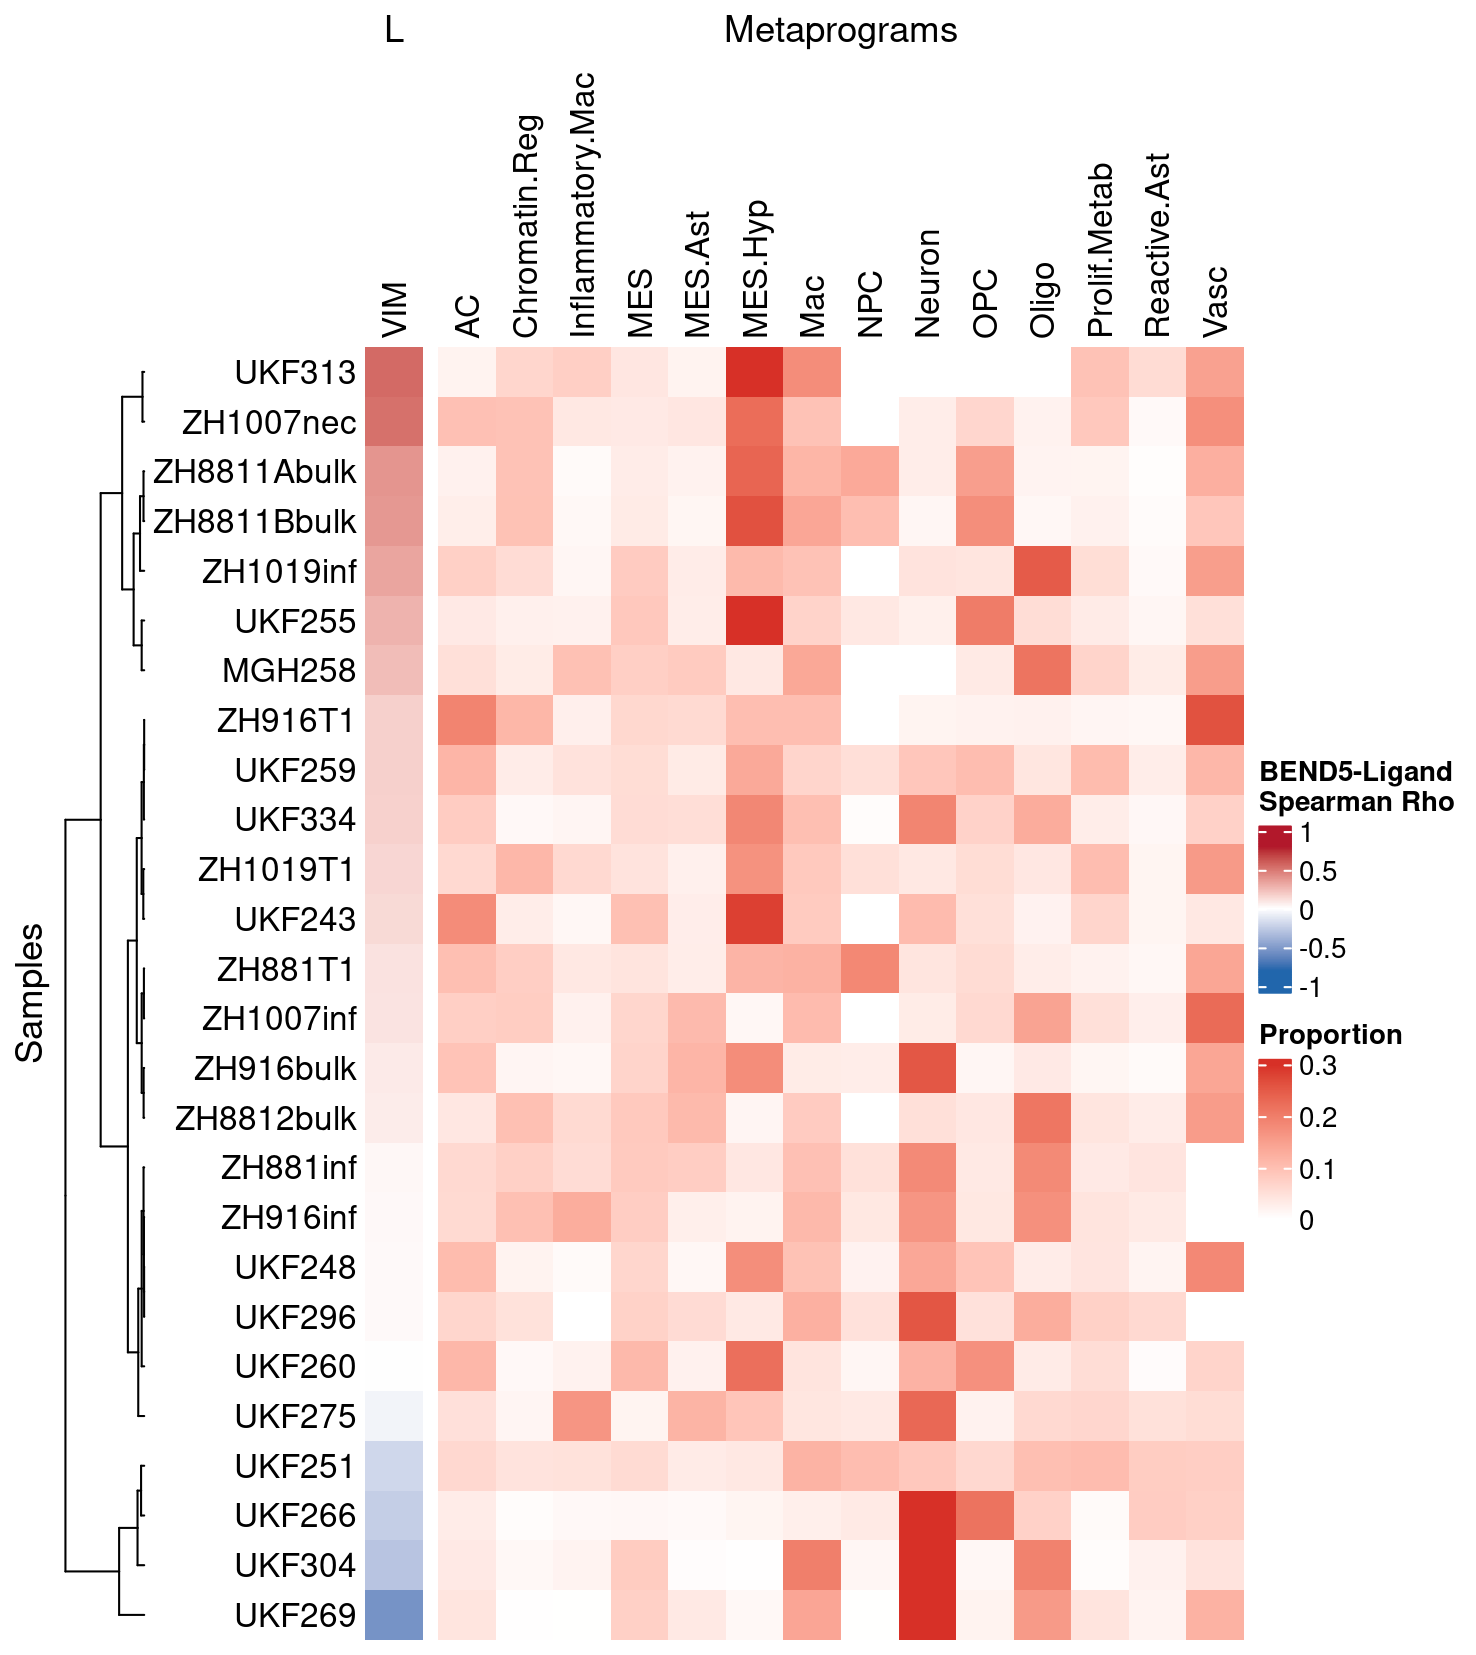 L Metaprograms
VIM AC Chromatin.Reg Inflammatory.Mac MES MES.Ast MES.Hyp Mac NPC Neuron OPC Oligo Prolif.Metab Reactive.Ast Vasc
Samples
UKF313
ZH1007nec
ZH8811Abulk
ZH8811Bbulk
ZH1019inf
UKF255
MGH258
ZH916T1
UKF259
UKF334
ZH1019T1
UKF243
ZH881T1
ZH1007inf
ZH916bulk
ZH8812bulk
ZH881inf
ZH916inf
UKF248
UKF296
UKF260
UKF275
UKF251
UKF266
UKF304
UKF269
BEND5-Ligand
Spearman Rho
1
0.5
0
-0.5
-1
Proportion
0.3
0.2
0.1
0